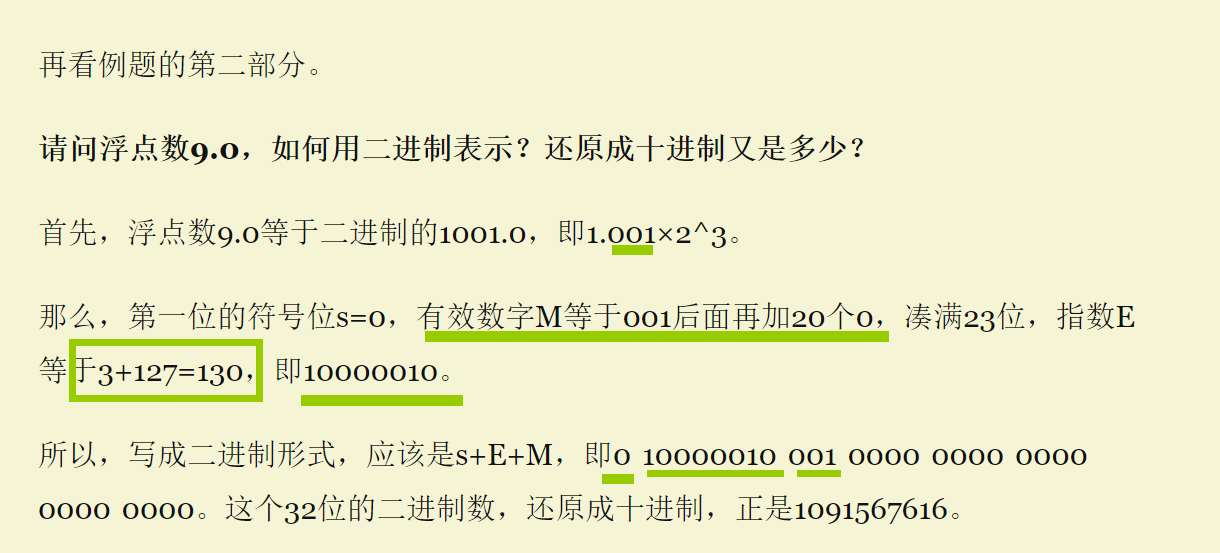 再看例题的第二部分。
请问浮点数9.0，如何用二进制表示？还原成十进制又是多少？
首先，浮点数9.0等于二进制的1001.0，即1.001×2^3。
那么，第一位的符号位s=0，有效数字M等于001后面再加20个0，凑满23位，指数E
等于3+127=130，即10000010。
所以，写成二进制形式，应该是s+E+M，即0 10000010 001 0000 0000 0000
0000 0000。这个32位的二进制数，还原成十进制，正是1091567616。